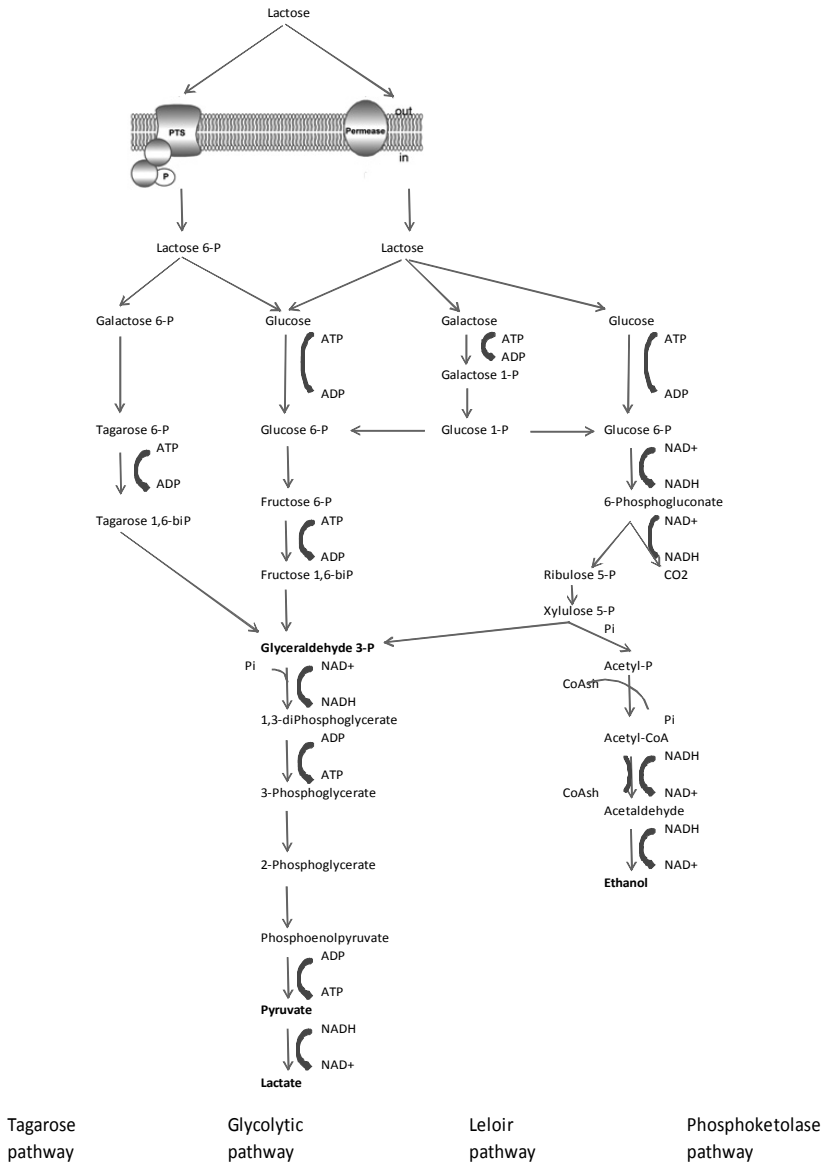 Lactose
out
PTS
Permease
in
P
Lactose 6-P
Lactose
Galactose 6-P
Glucose
Galactose
Glucose
ATP
ATP
ATP
ADP
Galactose 1-P
ADP
ADP
Tagarose 6-P
Glucose 6-P
Glucose 1-P
Glucose 6-P
ATP
NAD+
ADP
NADH
Fructose 6-P
6-Phosphogluconate
Tagarose 1,6-biP
ATP
NAD+
ADP
NADH
Fructose 1,6-biP
Ribulose 5-P
CO2
Xylulose 5-P
Pi
Glyceraldehyde 3-P
Pi
NAD+
Acetyl-P
CoAsh
NADH
1,3-diPhosphoglycerate
Pi
ADP
Acetyl-CoA
NADH
ATP
3-Phosphoglycerate
CoAsh
NAD+
Acetaldehyde
NADH
2-Phosphoglycerate
NAD+
Ethanol
Phosphoenolpyruvate
ADP
ATP
Pyruvate
NADH
NAD+
Lactate
Tagarose
pathway
Glycolytic
pathway
Leloir
pathway
Phosphoketolase
pathway